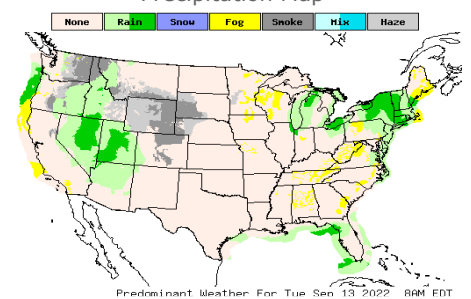 Precipitation Map
None Rain Snow Fog Smoke Mix Haze
Predominant Weather For Tue Sep 13 2022 8AM EDT